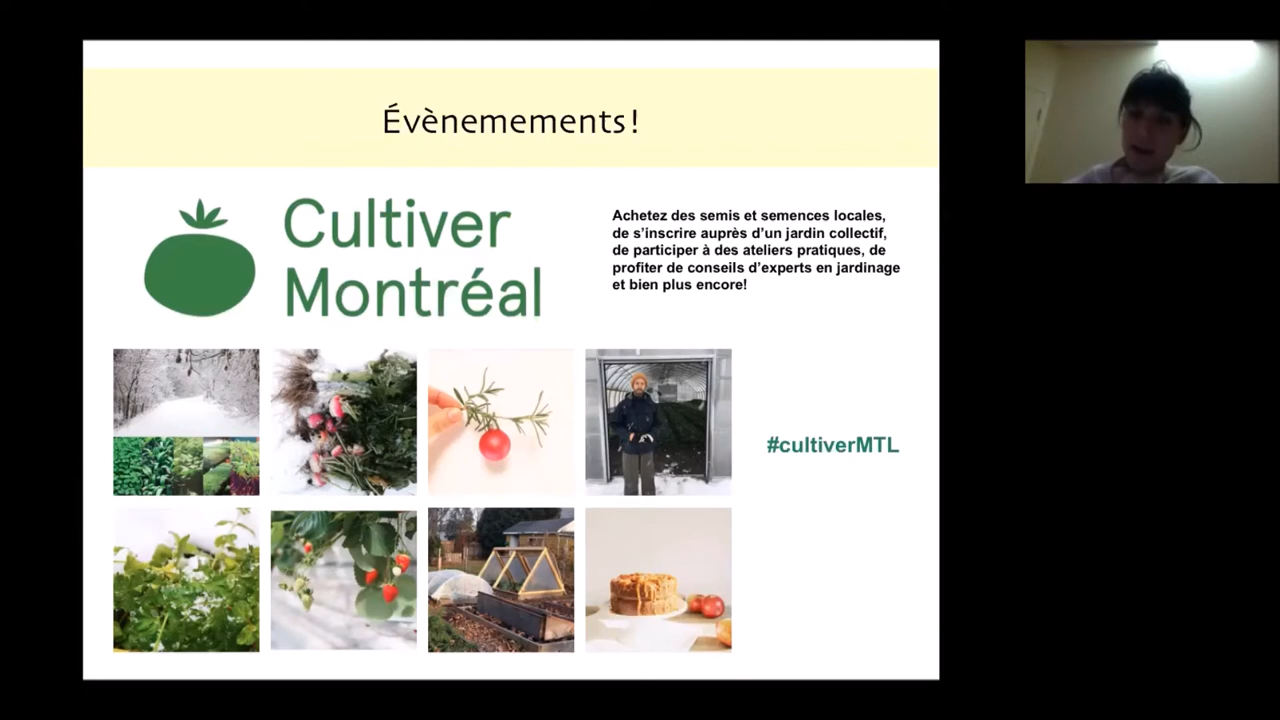 Évènemements!
Cultiver
Montréal
Achetez des semis et semences locales,
de s’inscrire auprès d’un jardin collectif,
de participer à des ateliers pratiques, de
profiter de conseils d’experts en jardinage
et bien plus encore!
#cultiverMTL